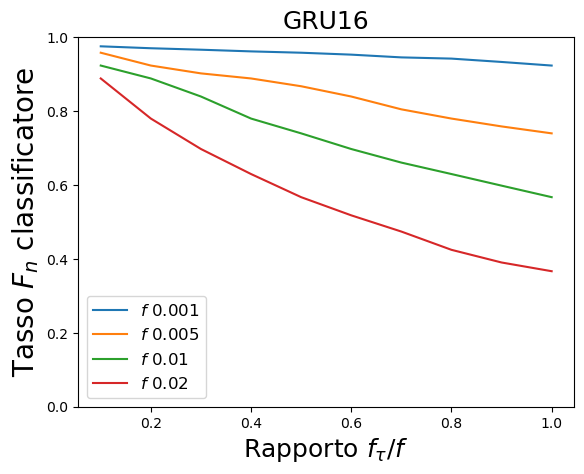 GRU16
Tasso $F_n$ classificatore
1.0
0.8
0.6
0.4
0.2
0.0
f 0.001
f 0.005
f 0.01
f 0.02
0.2 0.4 0.6 0.8 1.0
Rapporto $f_\tau/f$